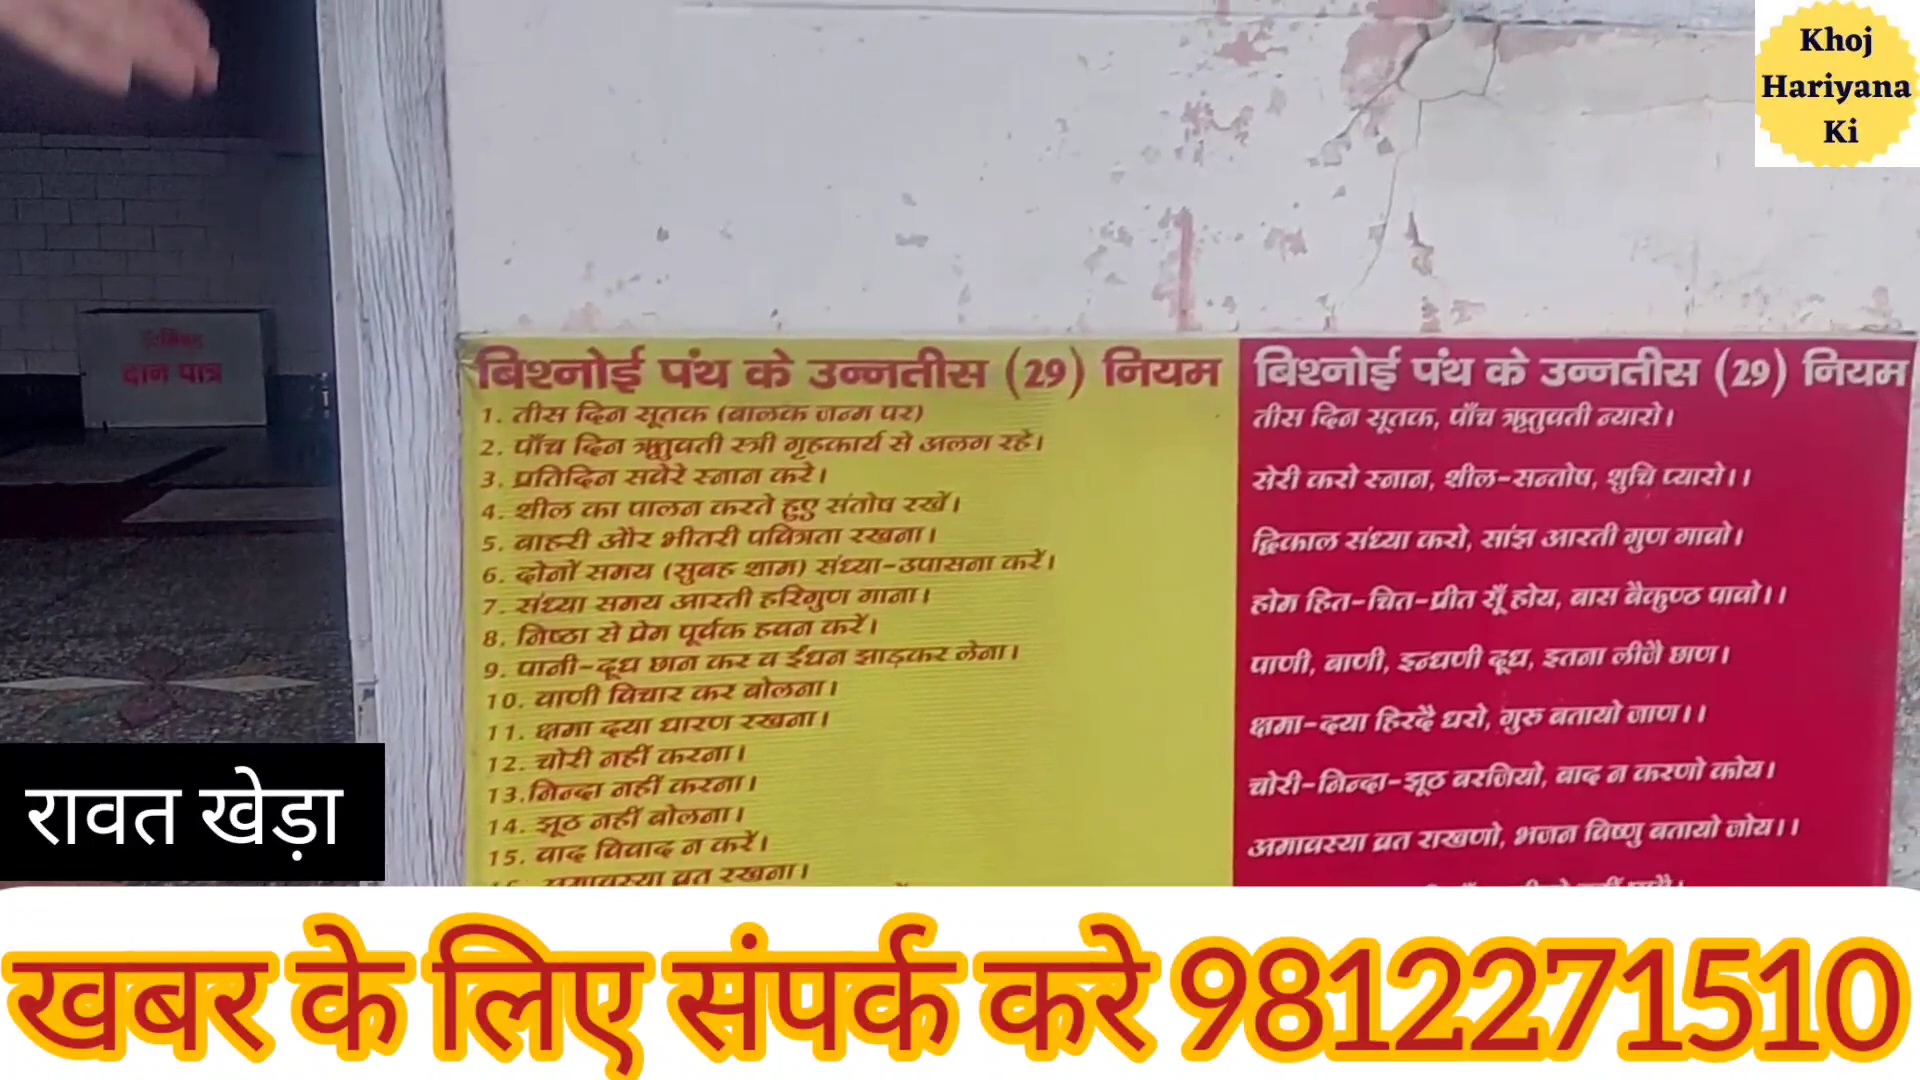 Khoj
Hariyana
Ki
दान पात्र
बिश्नोई पंथ के उन्नतीस (29) नियम
1. तीस दिन सूतक (बालक जन्म पर)
2. पाँच दिन ऋतुवती स्त्री गृहकार्य से अलग रहे।
3. प्रतिदिन सवेरे स्नान करे।
4. शील का पालन करते हुए संतोष रखें।
5. बाहरी और भीतरी पवित्रता रखना।
6. दोनों समय (सुबह शाम) संध्या-उपासना करें।
7. संध्या समय आरती हरिगुण गाना।
8. निष्ठा से प्रेम पूर्वक हवन करें।
9. पानी-दूध छान कर व ईंधन झाड़कर लेना।
10. वाणी विचार कर बोलना।
11. क्षमा दया धारण रखना।
12. चोरी नहीं करना।
13.निन्दा नहीं करना।
14. झूठ नहीं बोलना।
15. वाद विवाद न करें।
अमावस्या व्रत रखना।
बिश्नोई पंथ के उन्नतीस (29) नियम
तीस दिन सूतक, पाँच ऋतुवती न्यारो।
सेरी करो स्नान, शील-सन्तोष, शुचि प्यारो।।
द्विकाल संध्या करो, सांझ आरती गुण गावो।
होम हित-चित-प्रीत सूँ होय, बास बैकुण्ठ पावो।।
पाणी, बाणी, इन्धणी दूध, इतना लीजै छाण।
क्षमा-दया हिरदै धरो, गुरु बतायो जाण।।
चोरी-निन्दा-झूठ बरजियो, बाद न करणो कोय।
अमावस्या व्रत राखणो, भजन विष्णु बतायो जोय।।
रावत खेड़ा
खबर के लिए संपर्क करे 9812271510